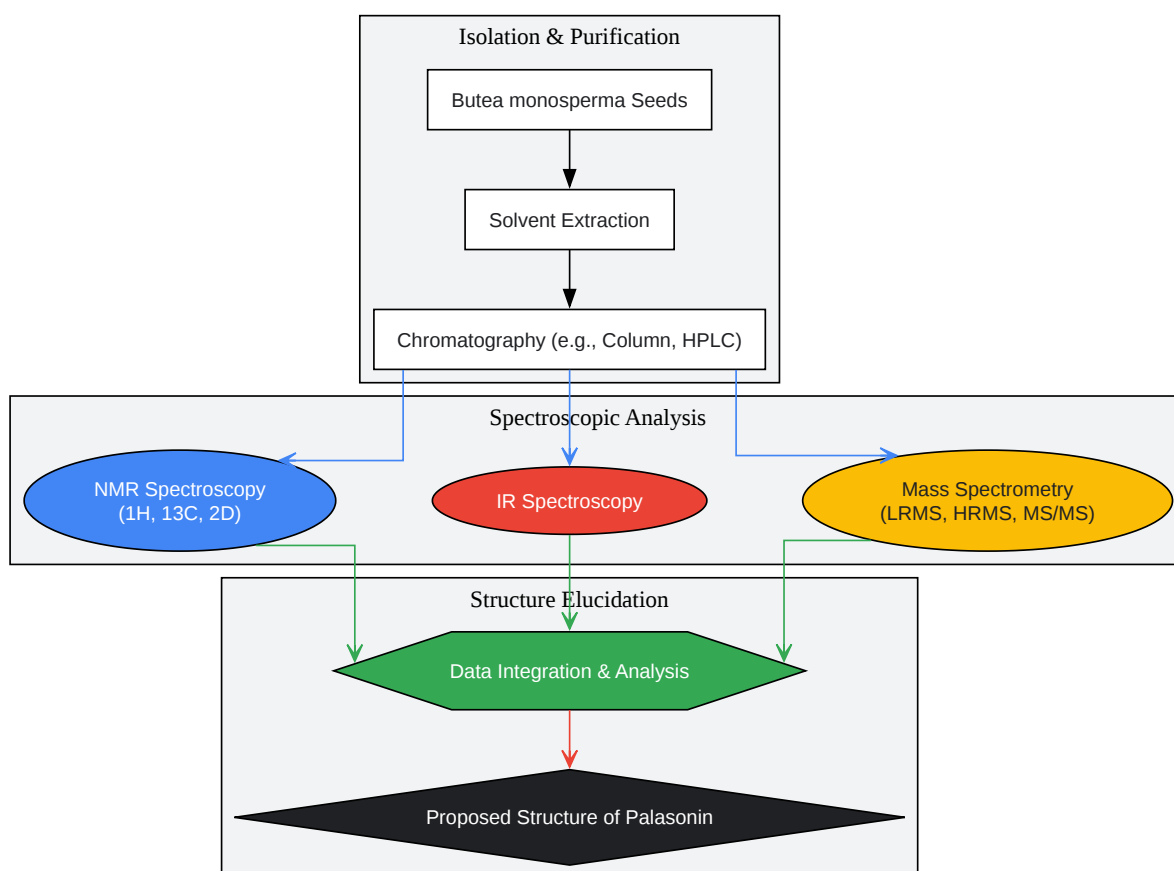 Isolation & Purification
Butea monosperma Seeds
Solvent Extraction
Chromatography (e.g., Column, HPLC)
Spectroscopic Analysis
NMR Spectroscopy
(1H, 13C, 2D)
IR Spectroscopy
Mass Spectrometry
(LRMS, HRMS, MS/MS)
Structure Elucidation
Data Integration & Analysis
Proposed Structure of Palasonin